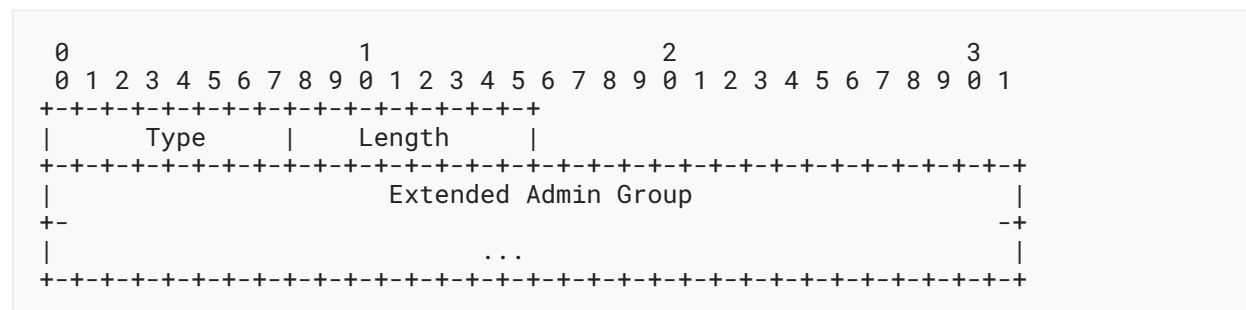 0                   1                   2                   3
 0 1 2 3 4 5 6 7 8 9 0 1 2 3 4 5 6 7 8 9 0 1 2 3 4 5 6 7 8 9 0 1
+-+-+-+-+-+-+-+-+-+-+-+-+-+-+-+-+
|      Type     |    Length     |
+-+-+-+-+-+-+-+-+-+-+-+-+-+-+-+-+-+-+-+-+-+-+-+-+-+-+-+-+-+-+-+-+
|                      Extended Admin Group                     |
+-                                                             -+
|                            ...                                |
+-+-+-+-+-+-+-+-+-+-+-+-+-+-+-+-+-+-+-+-+-+-+-+-+-+-+-+-+-+-+-+-+